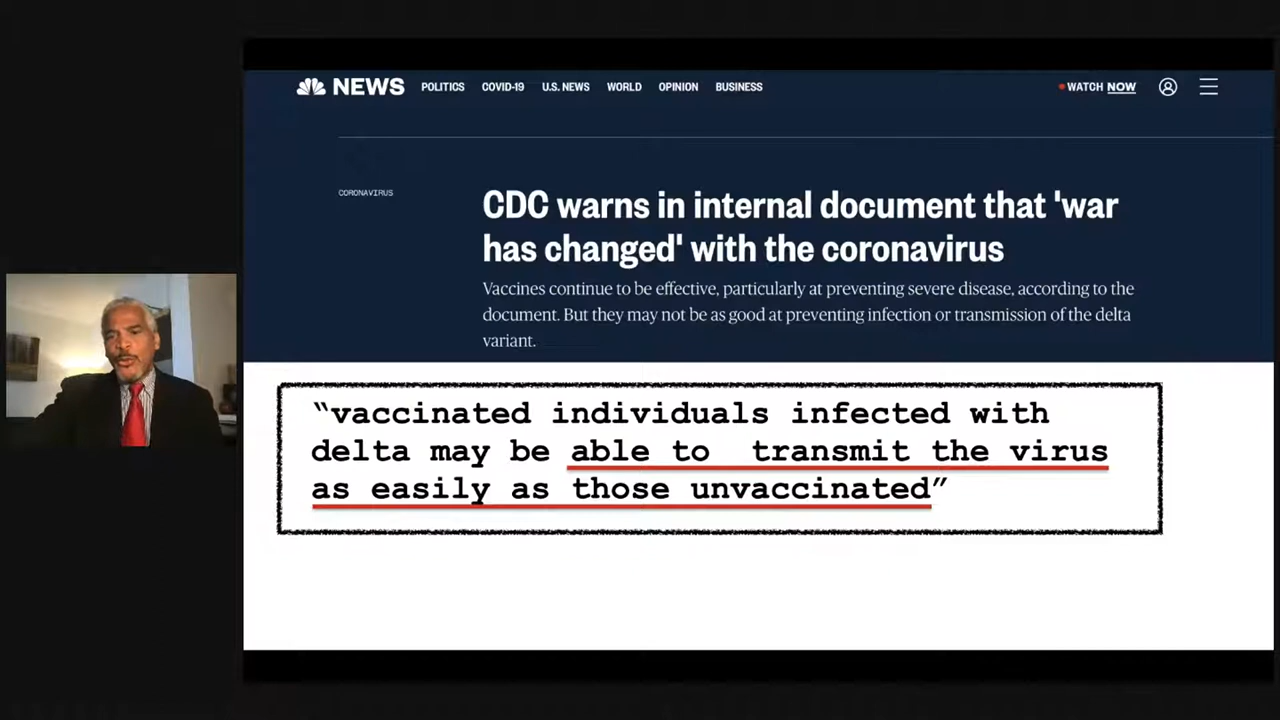 NEWS POLITICS COVID-19 U.S. NEWS WORLD OPINION BUSINESS WATCH NOW
CORONAVIRUS
CDC warns in internal document that 'war
has changed' with the coronavirus
Vaccines continue to be effective, particularly at preventing severe disease, according to the
document. But they may not be as good at preventing infection or transmission of the delta
variant.
“vaccinated individuals infected with
delta may be able to transmit the virus
as easily as those unvaccinated”